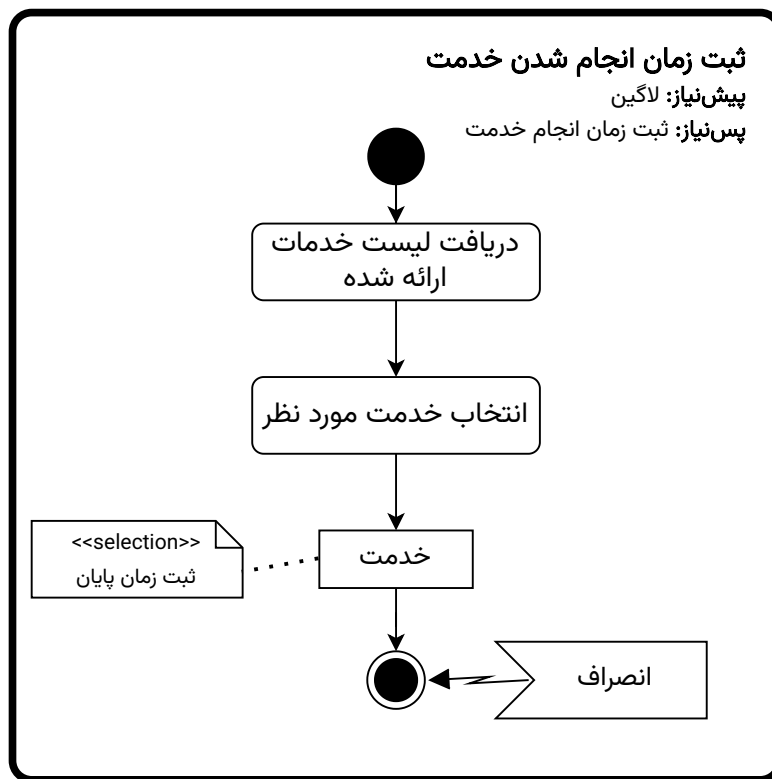 ثبت زمان انجام شدن خدمت
پیش‌نیاز: لاگین
پس‌نیاز: ثبت زمان انجام خدمت
دریافت لیست خدمات
ارائه شده
انتخاب خدمت مورد نظر
<<selection>>
ثبت زمان پایان
خدمت
انصراف